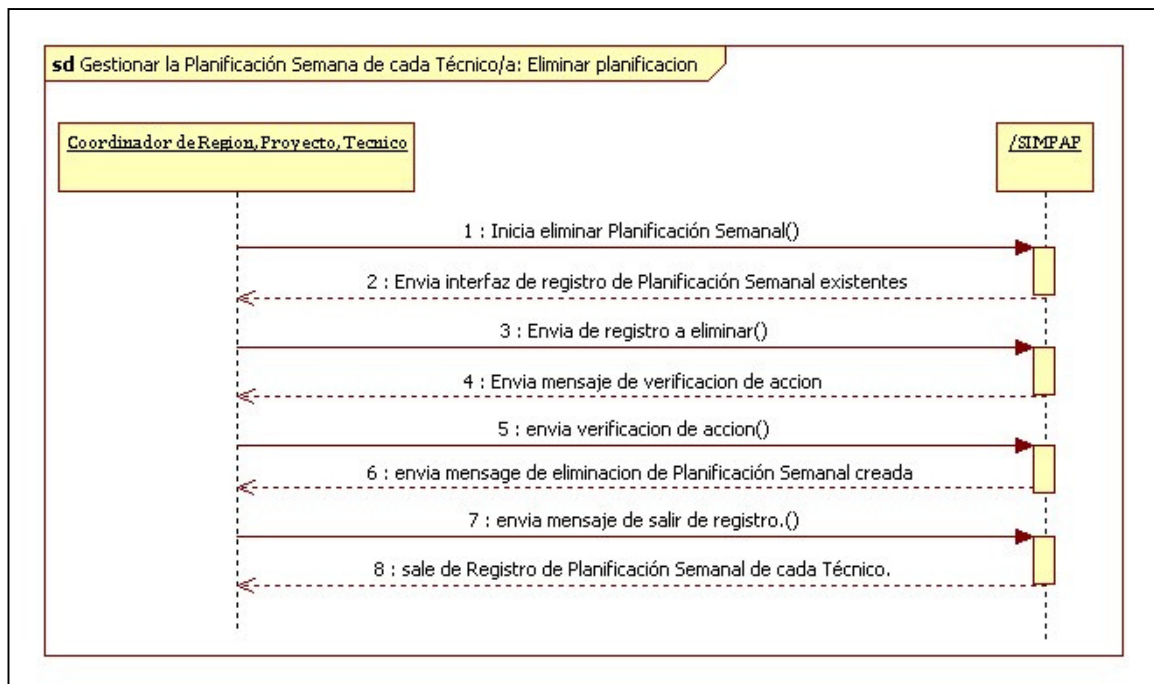 sd Gestionar la Planificación Semana de cada Técnico/a: Eliminar planificacion
Coordinador de Region, Proyecto, Tecnico
/SIMPAP
1 : Inicia eliminar Planificación Semanal()
2 : Envia interfaz de registro de Planificación Semanal existentes
3 : Envia de registro a eliminar()
4 : Envia mensaje de verificacion de accion
5 : envia verificacion de accion()
6 : envia mensage de eliminacion de Planificación Semanal creada
7 : envia mensaje de salir de registro.()
8 : sale de Registro de Planificación Semanal de cada Técnico.